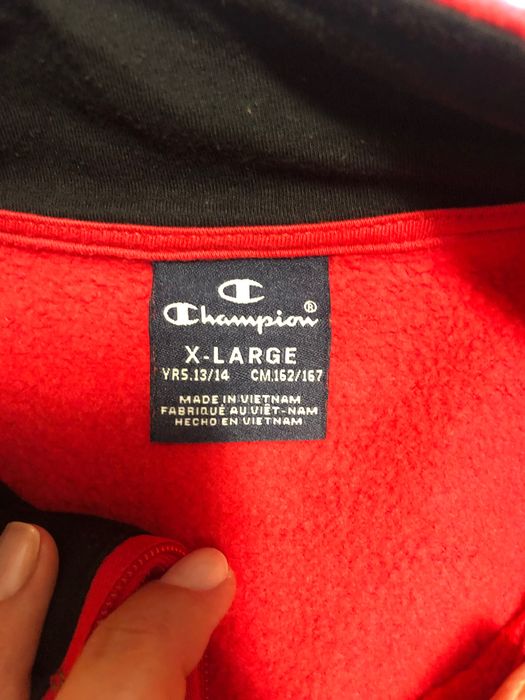 Champion®
X-LARGE
YRS.13/14 CM.162/167
MADE IN VIETNAM
FABRIQUÉ AU VIÊT-NAM
HECHO EN VIETNAM